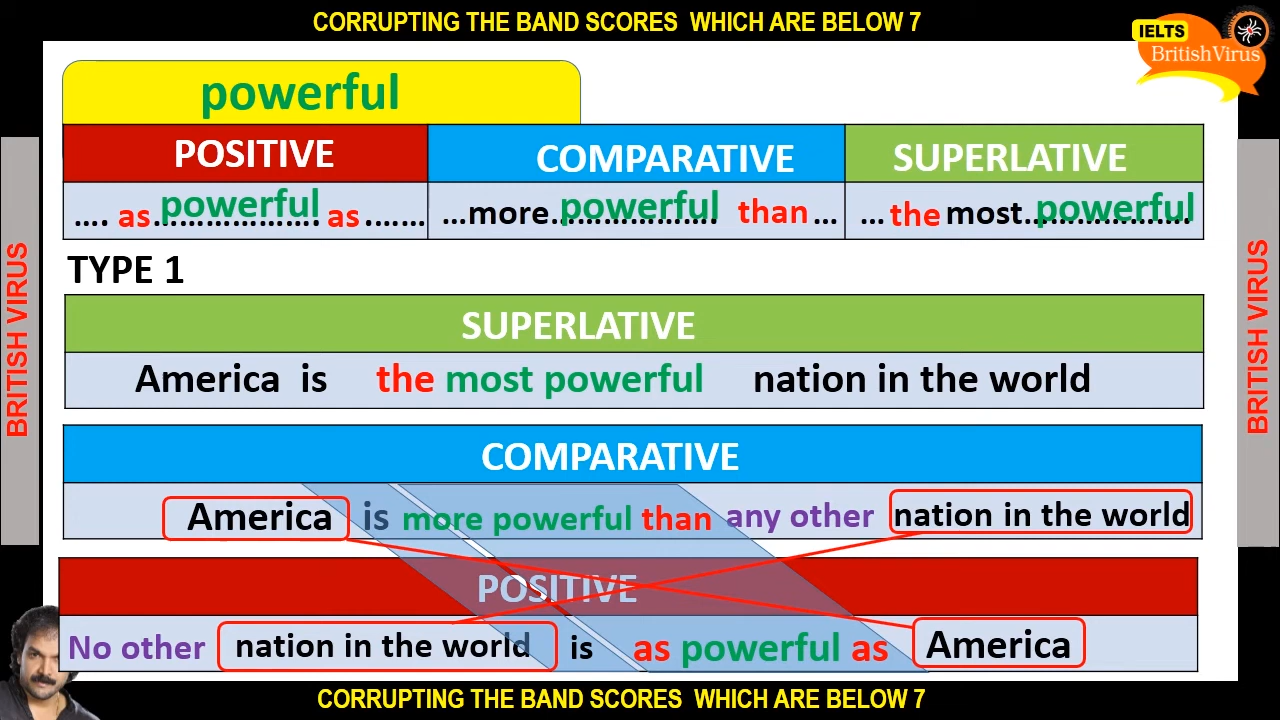 CORRUPTING THE BAND SCORES WHICH ARE BELOW 7
IELTS
BritishVirus
powerful
POSITIVE COMPARATIVE SUPERLATIVE
.... as powerful as ....... ...more powerful than ... ... the most powerful
TYPE 1
SUPERLATIVE
America is the most powerful nation in the world
COMPARATIVE
America is more powerful than any other nation in the world
POSITIVE
No other nation in the world is as powerful as America
BRITISH VIRUS
BRITISH VIRUS
CORRUPTING THE BAND SCORES WHICH ARE BELOW 7